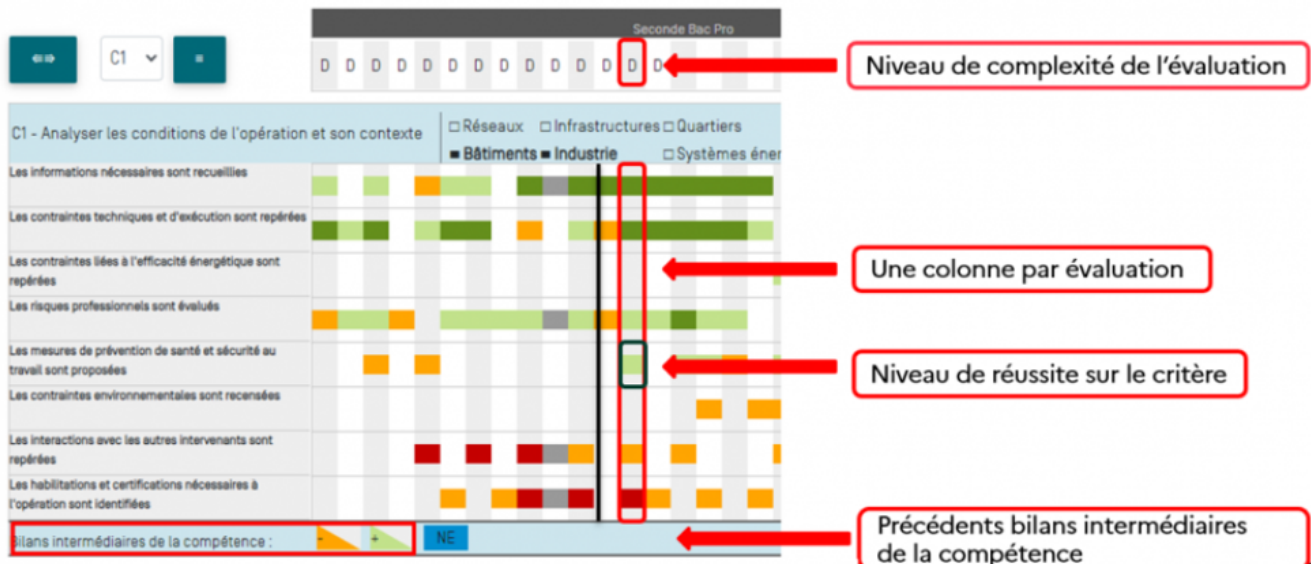 Seconde Bac Pro
C1
D D D D D D D D D D D D D D
Niveau de complexité de l'évaluation
C1 - Analyser les conditions de l'opération et son contexte
□ Réseaux □ Infrastructures □ Quartiers
■ Bâtiments ■ Industrie □ Systèmes éner
Les informations nécessaires sont recueillies
Les contraintes techniques et d'exécution sont repérées
Les contraintes liées à l'efficacité énergétique sont
repérées
Une colonne par évaluation
Les risques professionnels sont évalués
Les mesures de prévention de santé et sécurité au
travail sont proposées
Niveau de réussite sur le critère
Les contraintes environnementales sont recensées
Les interactions avec les autres intervenants sont
repérées
Les habilitations et certifications nécessaires à
l'opération sont identifiées
Bilans intermédiaires de la compétence :
- + NE
Précédents bilans intermédiaires
de la compétence